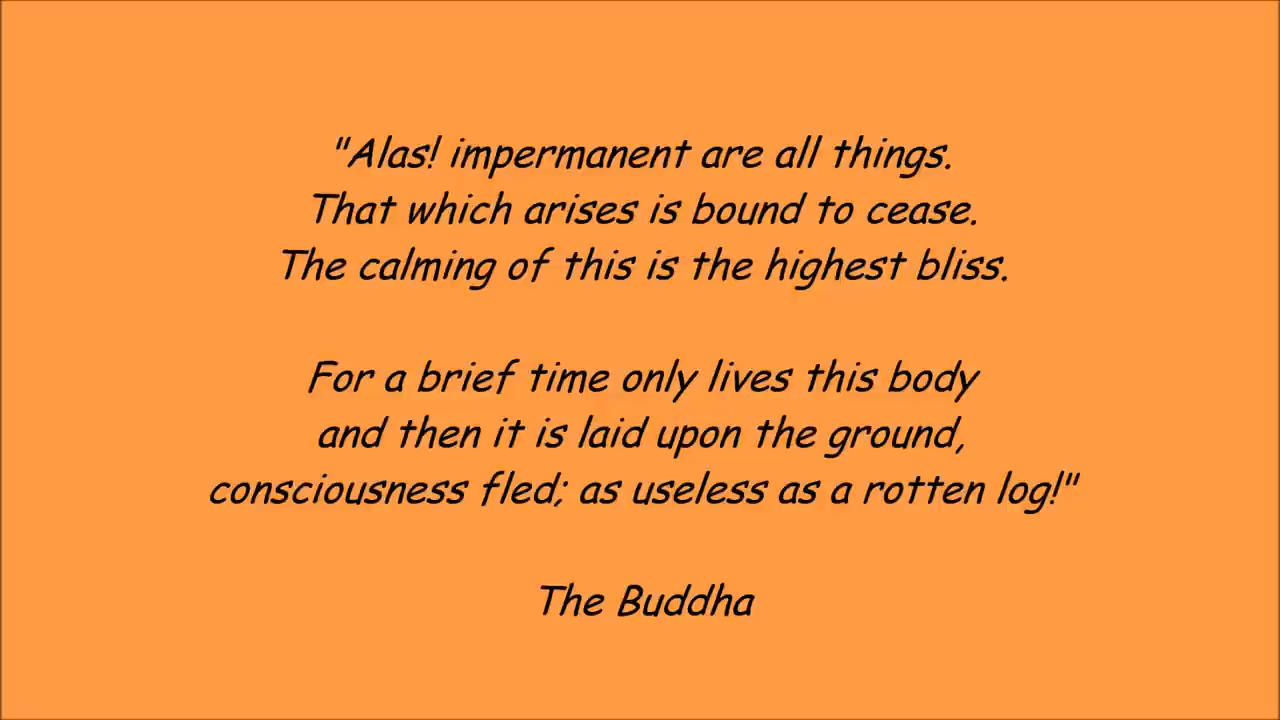 "Alas! impermanent are all things.
That which arises is bound to cease.
The calming of this is the highest bliss.
For a brief time only lives this body
and then it is laid upon the ground,
consciousness fled; as useless as a rotten log!"
The Buddha